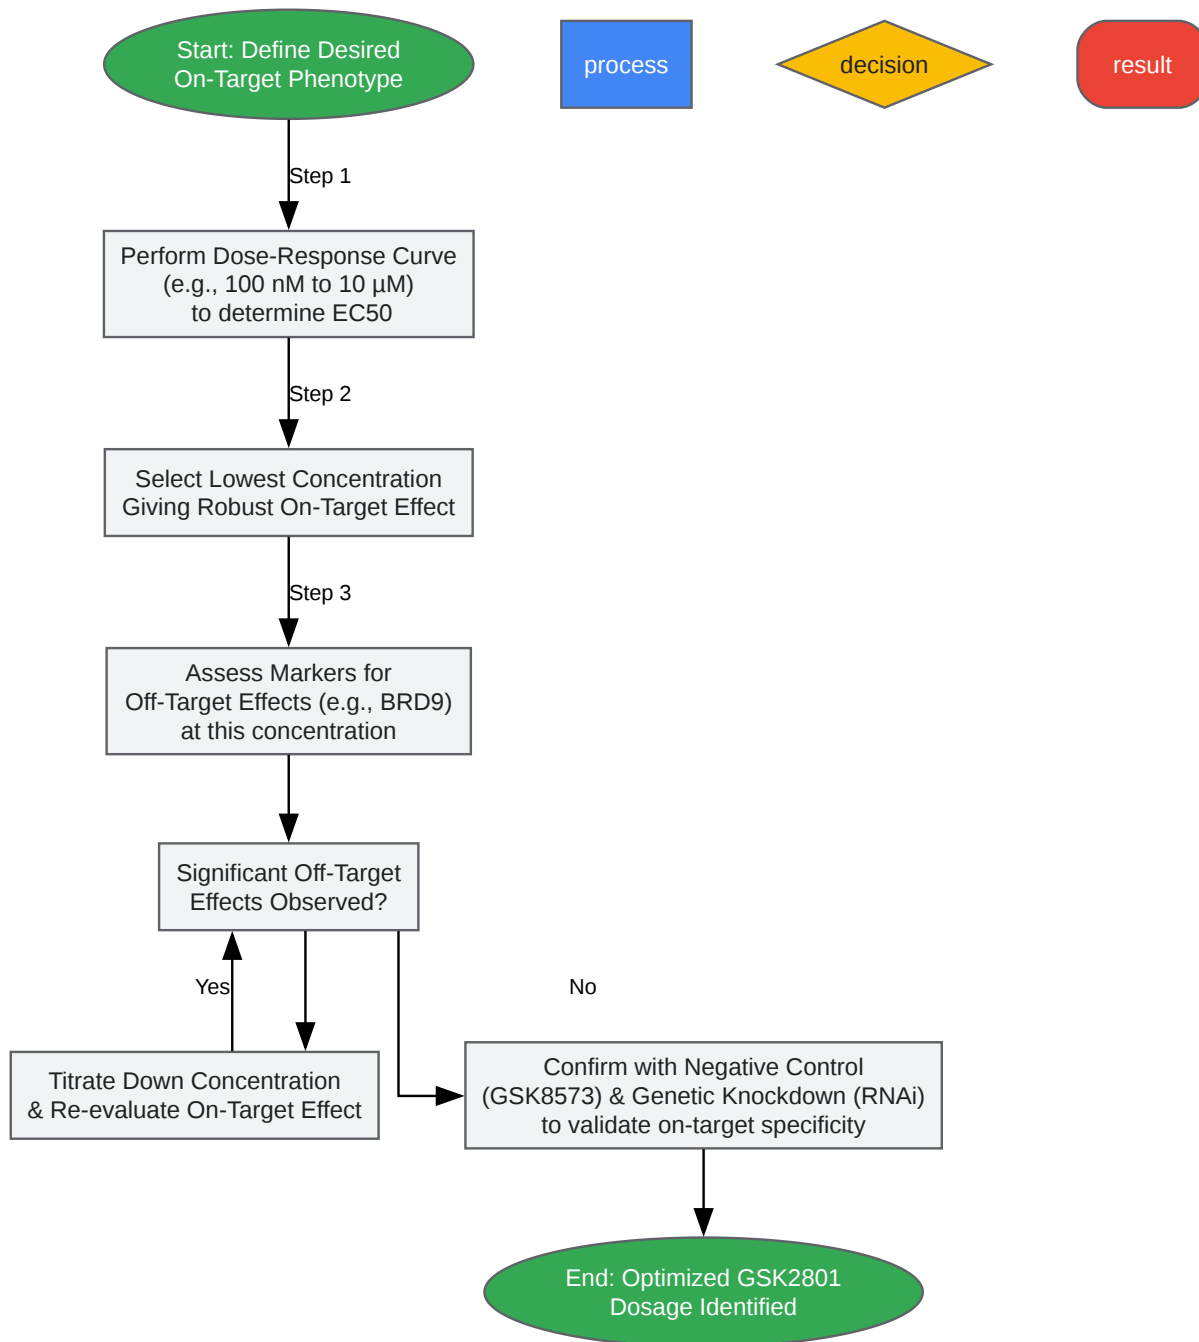 Start: Define Desired
On-Target Phenotype
process
decision
result
Step 1
Perform Dose-Response Curve
(e.g., 100 nM to 10 µM)
to determine EC50
Step 2
Select Lowest Concentration
Giving Robust On-Target Effect
Step 3
Assess Markers for
Off-Target Effects (e.g., BRD9)
at this concentration
Significant Off-Target
Effects Observed?
Yes
No
Titrate Down Concentration
& Re-evaluate On-Target Effect
Confirm with Negative Control
(GSK8573) & Genetic Knockdown (RNAi)
to validate on-target specificity
End: Optimized GSK2801
Dosage Identified